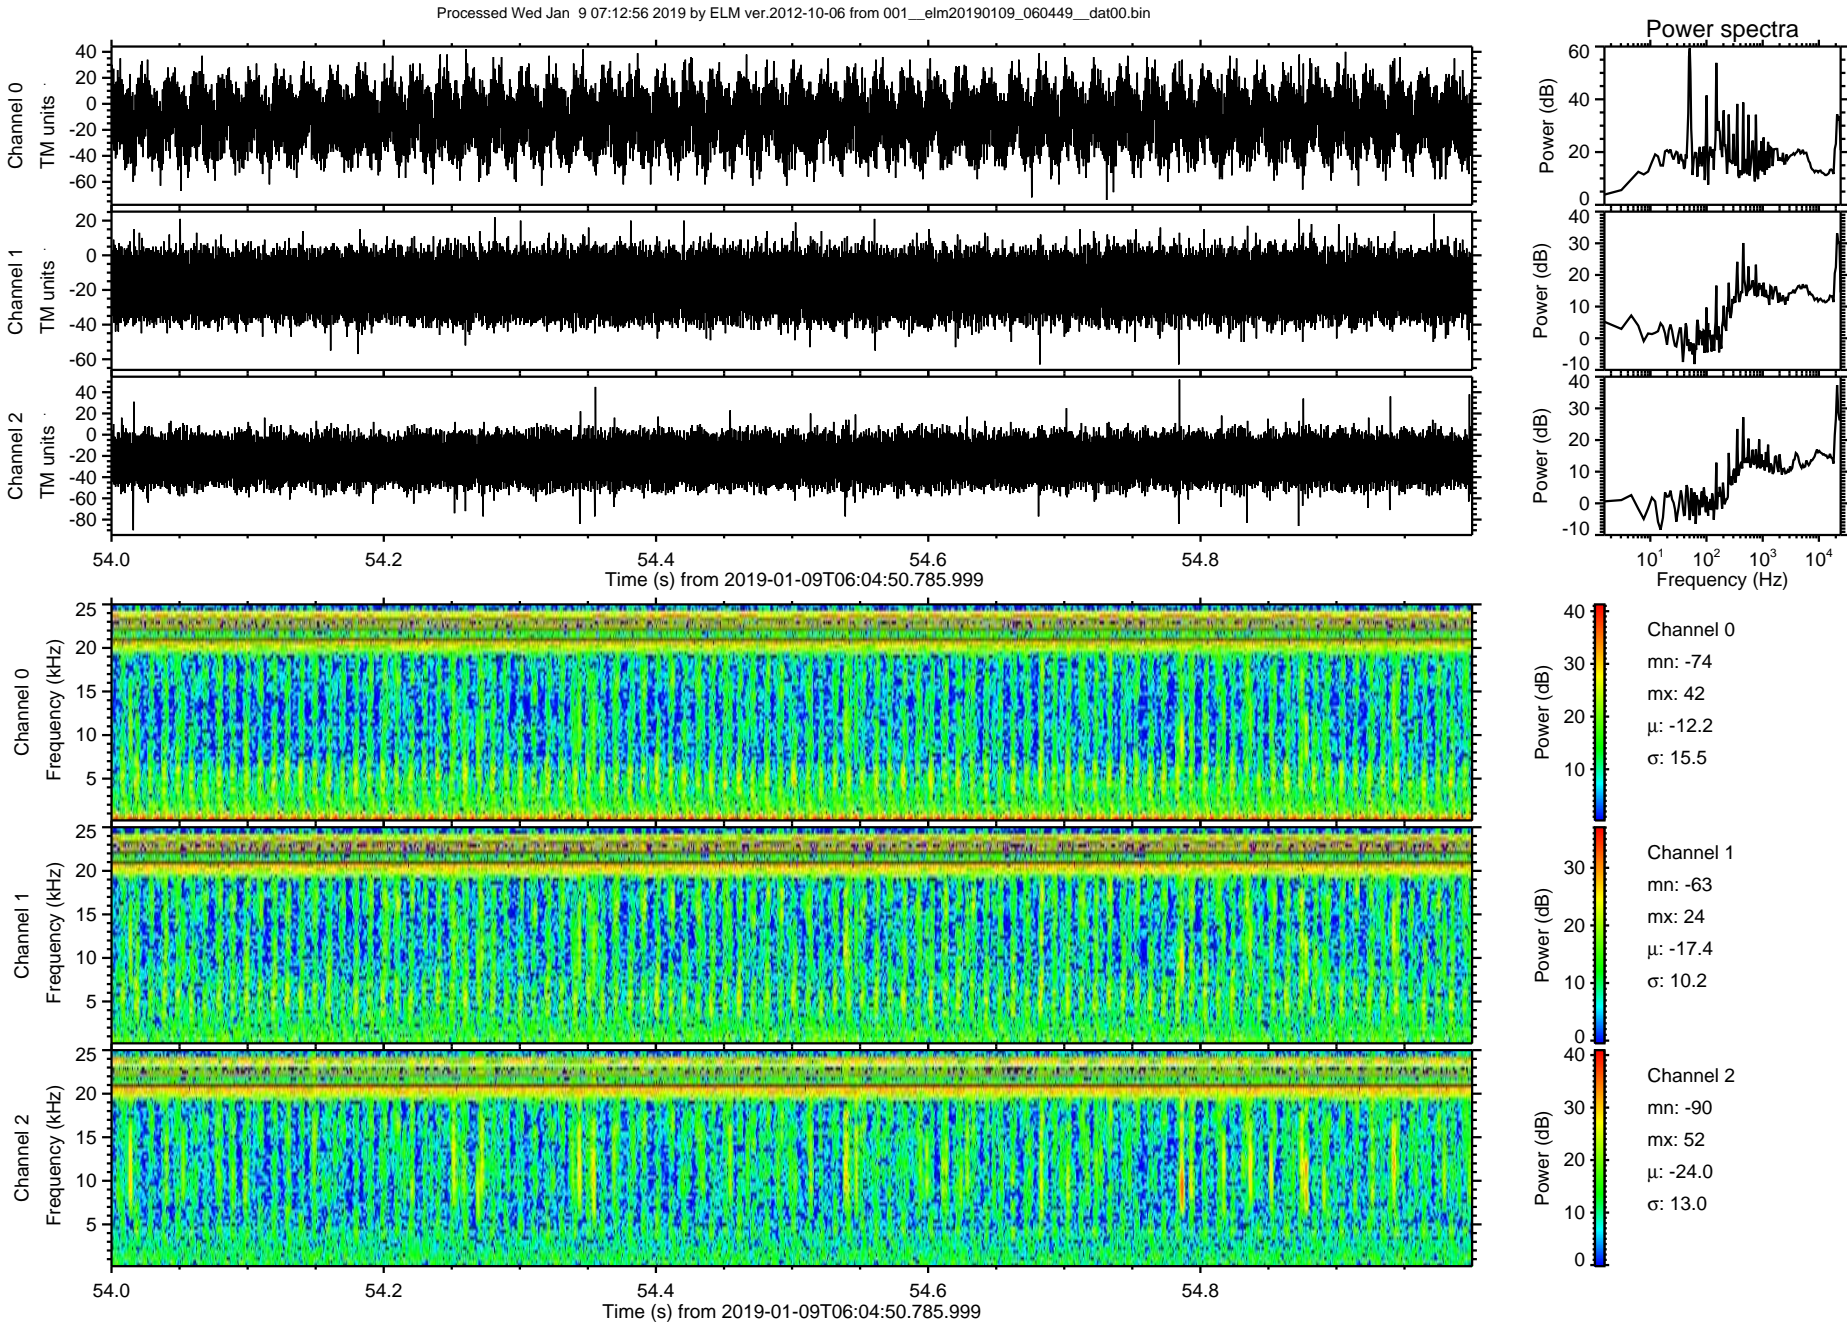 Processed Wed Jan  9 07:12:56 2019 by ELM ver.2012-10-06 from 001__elm20190109_060449__dat00.bin
Power spectra
Channel 0
TM units
40
20
0
-20
-40
-60
Power (dB)
60
40
20
0
Channel 1
TM units
20
0
-20
-40
-60
Power (dB)
40
30
20
10
0
-10
Channel 2
TM units
40
20
0
-20
-40
-60
-80
Power (dB)
40
30
20
10
0
-10
54.0 54.2 54.4 54.6 54.8
Time (s) from 2019-01-09T06:04:50.785.999
10^1 10^2 10^3 10^4
Frequency (Hz)
Channel 0
Frequency (kHz)
25
20
15
10
5
Power (dB)
40
30
20
10
Channel 0
mn: -74
mx: 42
μ: -12.2
σ: 15.5
Channel 1
Frequency (kHz)
25
20
15
10
5
Power (dB)
30
20
10
0
Channel 1
mn: -63
mx: 24
μ: -17.4
σ: 10.2
Channel 2
Frequency (kHz)
25
20
15
10
5
Power (dB)
40
30
20
10
0
Channel 2
mn: -90
mx: 52
μ: -24.0
σ: 13.0
54.0 54.2 54.4 54.6 54.8
Time (s) from 2019-01-09T06:04:50.785.999